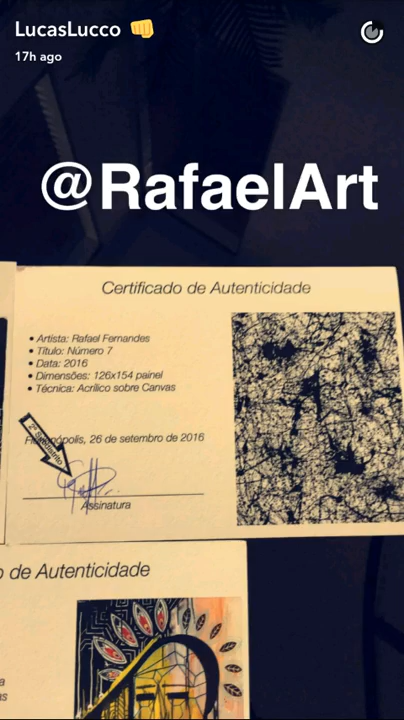 LucasLucco 👊
17h ago
@RafaelArt
Certificado de Autenticidade
• Artista: Rafael Fernandes
• Título: Número 7
• Data: 2016
• Dimensões: 126x154 painel
• Técnica: Acrílico sobre Canvas
26 de setembro de 2016
Assinatura
de Autenticidade